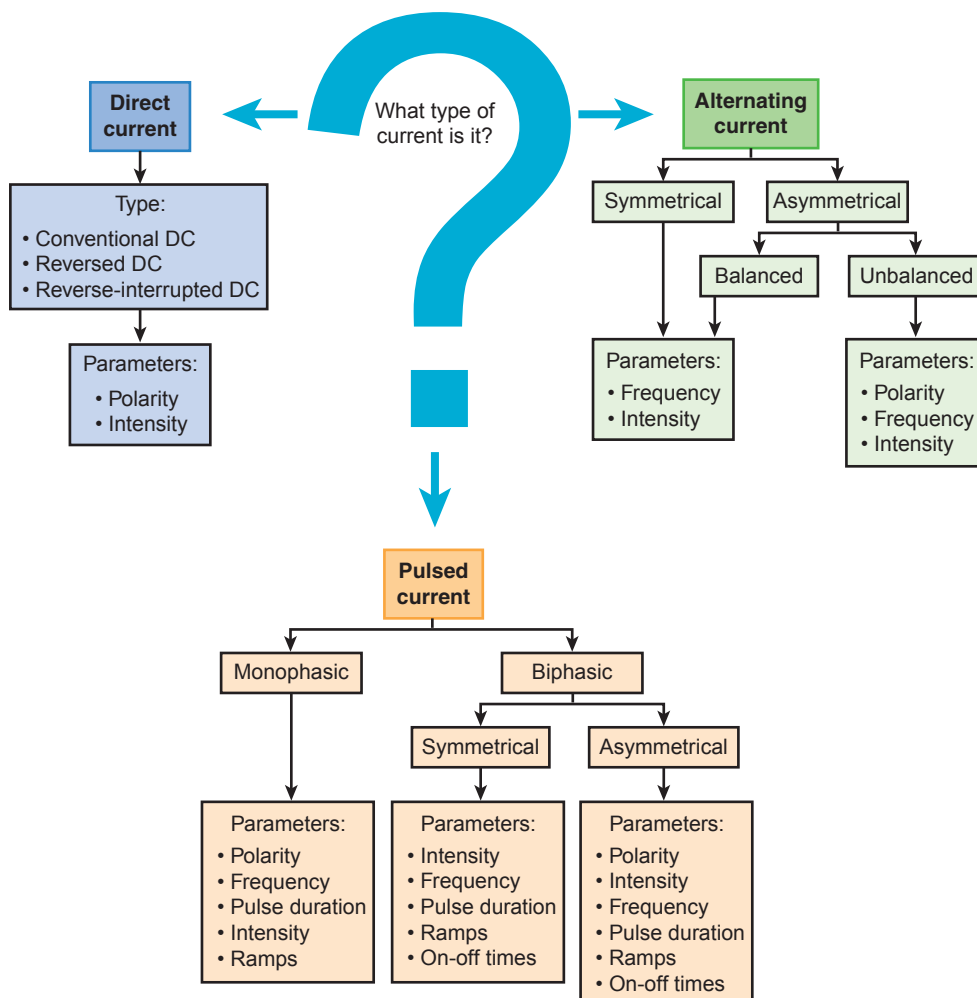 What type of
current is it?
Direct
current
Type:
• Conventional DC
• Reversed DC
• Reverse-interrupted DC
Parameters:
• Polarity
• Intensity
Alternating
current
Symmetrical
Asymmetrical
Balanced
Unbalanced
Parameters:
• Frequency
• Intensity
Parameters:
• Polarity
• Frequency
• Intensity
Pulsed
current
Monophasic
Biphasic
Symmetrical
Asymmetrical
Parameters:
• Polarity
• Frequency
• Pulse duration
• Intensity
• Ramps
Parameters:
• Intensity
• Frequency
• Pulse duration
• Ramps
• On-off times
Parameters:
• Polarity
• Intensity
• Frequency
• Pulse duration
• Ramps
• On-off times